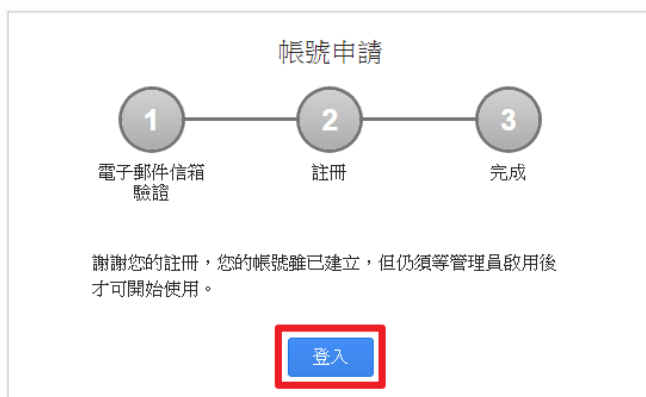 帳號申請
1
2
3
電子郵件信箱
驗證
註冊
完成
謝謝您的註冊，您的帳號雖已建立，但仍須等管理員啟用後
才可開始使用。
登入